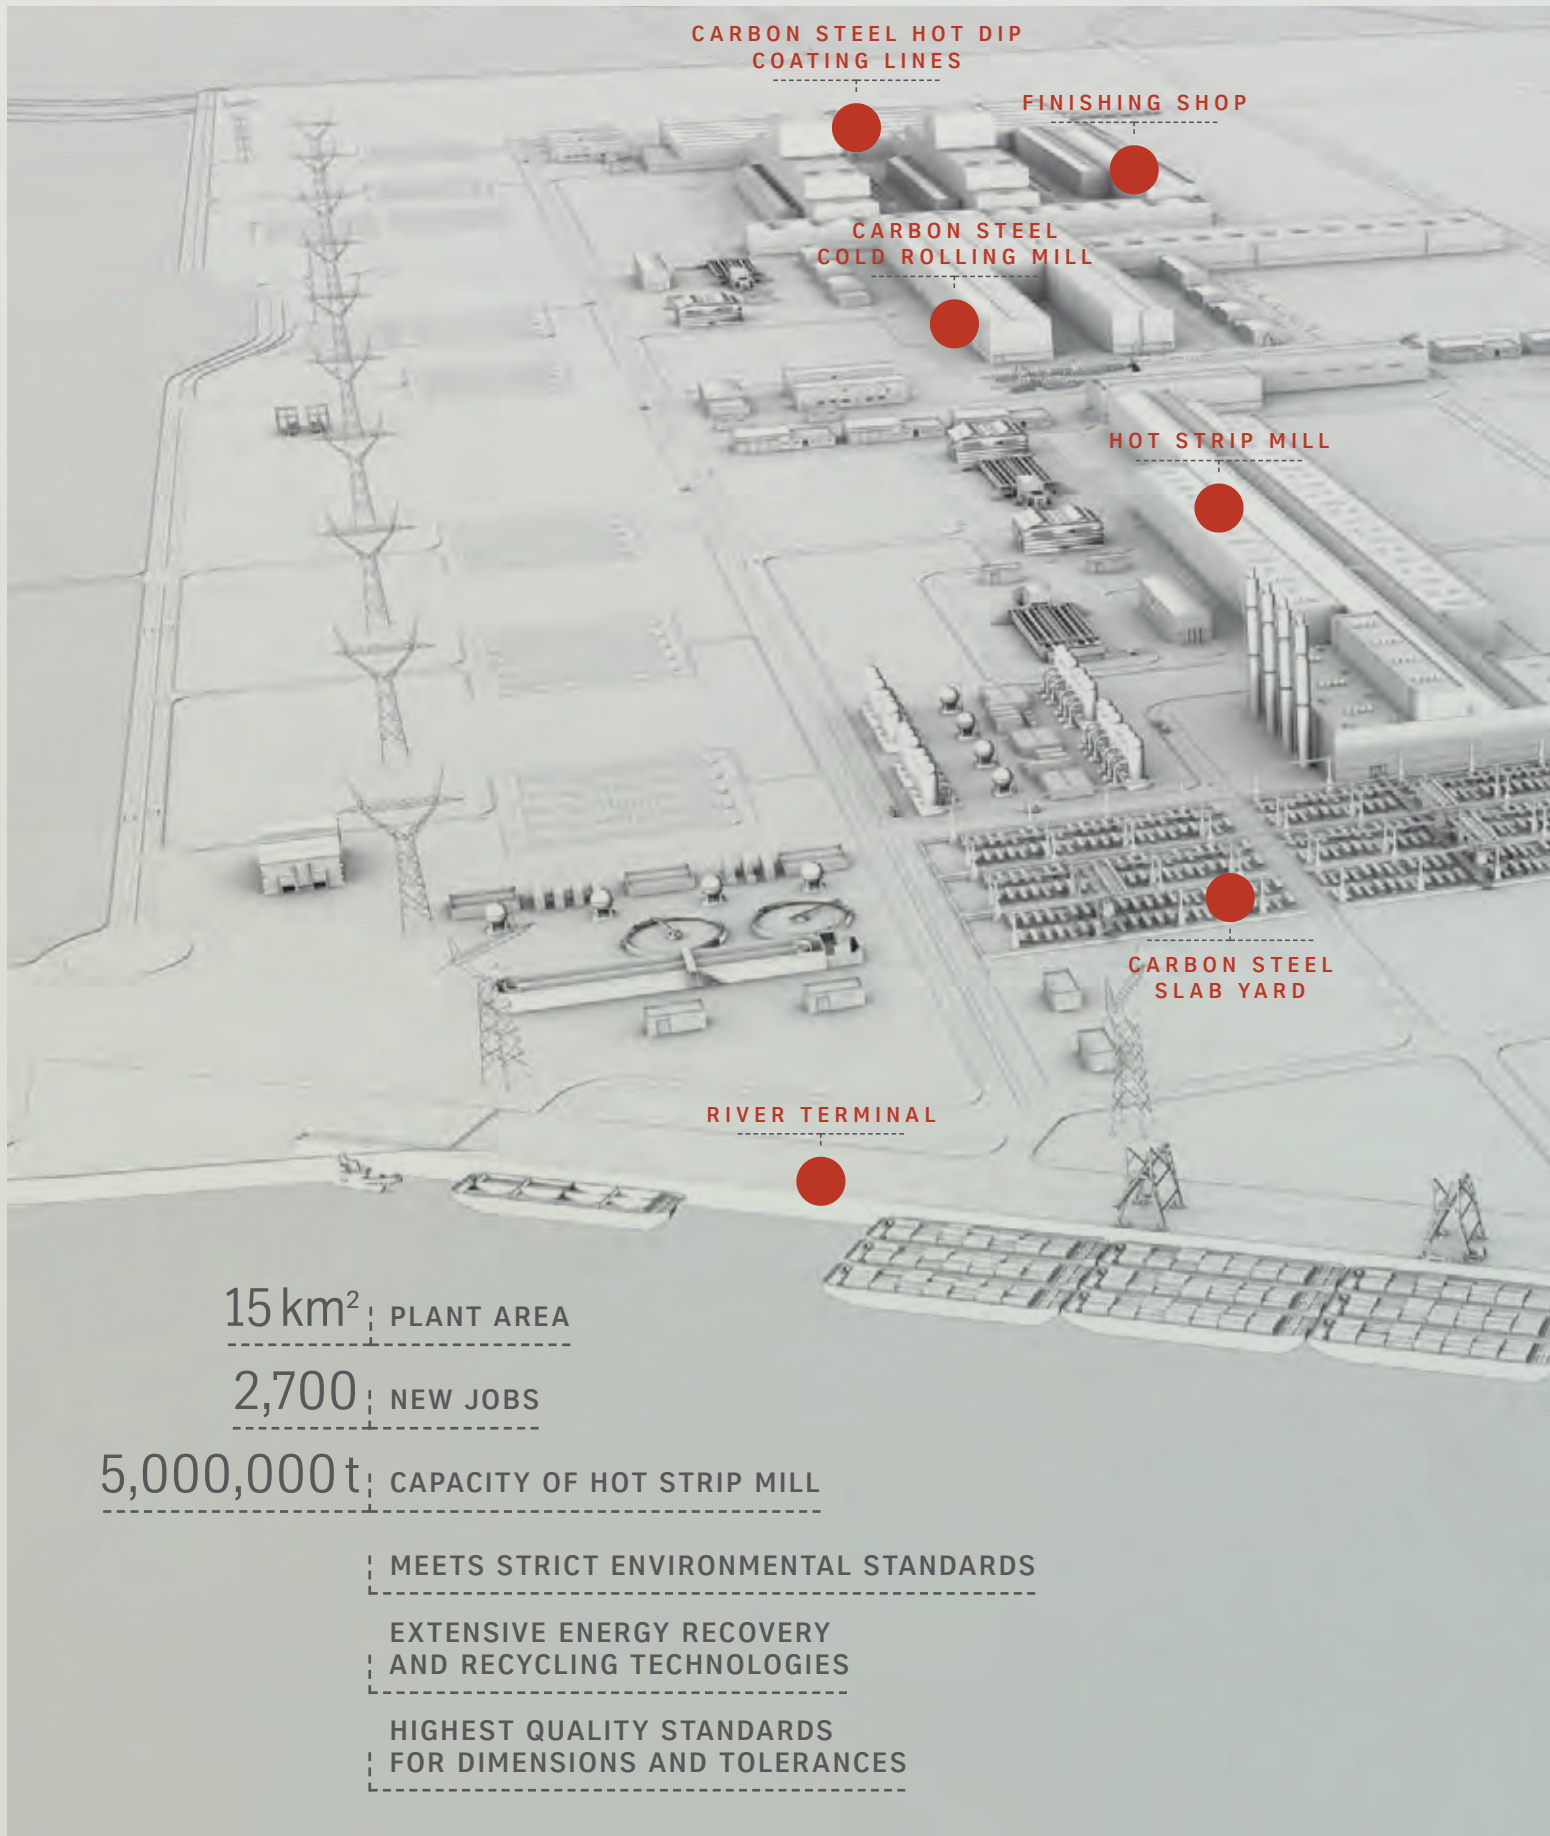 CARBON STEEL HOT DIP
COATING LINES
FINISHING SHOP
CARBON STEEL
COLD ROLLING MILL
HOT STRIP MILL
CARBON STEEL
SLAB YARD
RIVER TERMINAL
15 km² PLANT AREA
2,700 NEW JOBS
5,000,000 t CAPACITY OF HOT STRIP MILL
MEETS STRICT ENVIRONMENTAL STANDARDS
EXTENSIVE ENERGY RECOVERY
AND RECYCLING TECHNOLOGIES
HIGHEST QUALITY STANDARDS
FOR DIMENSIONS AND TOLERANCES